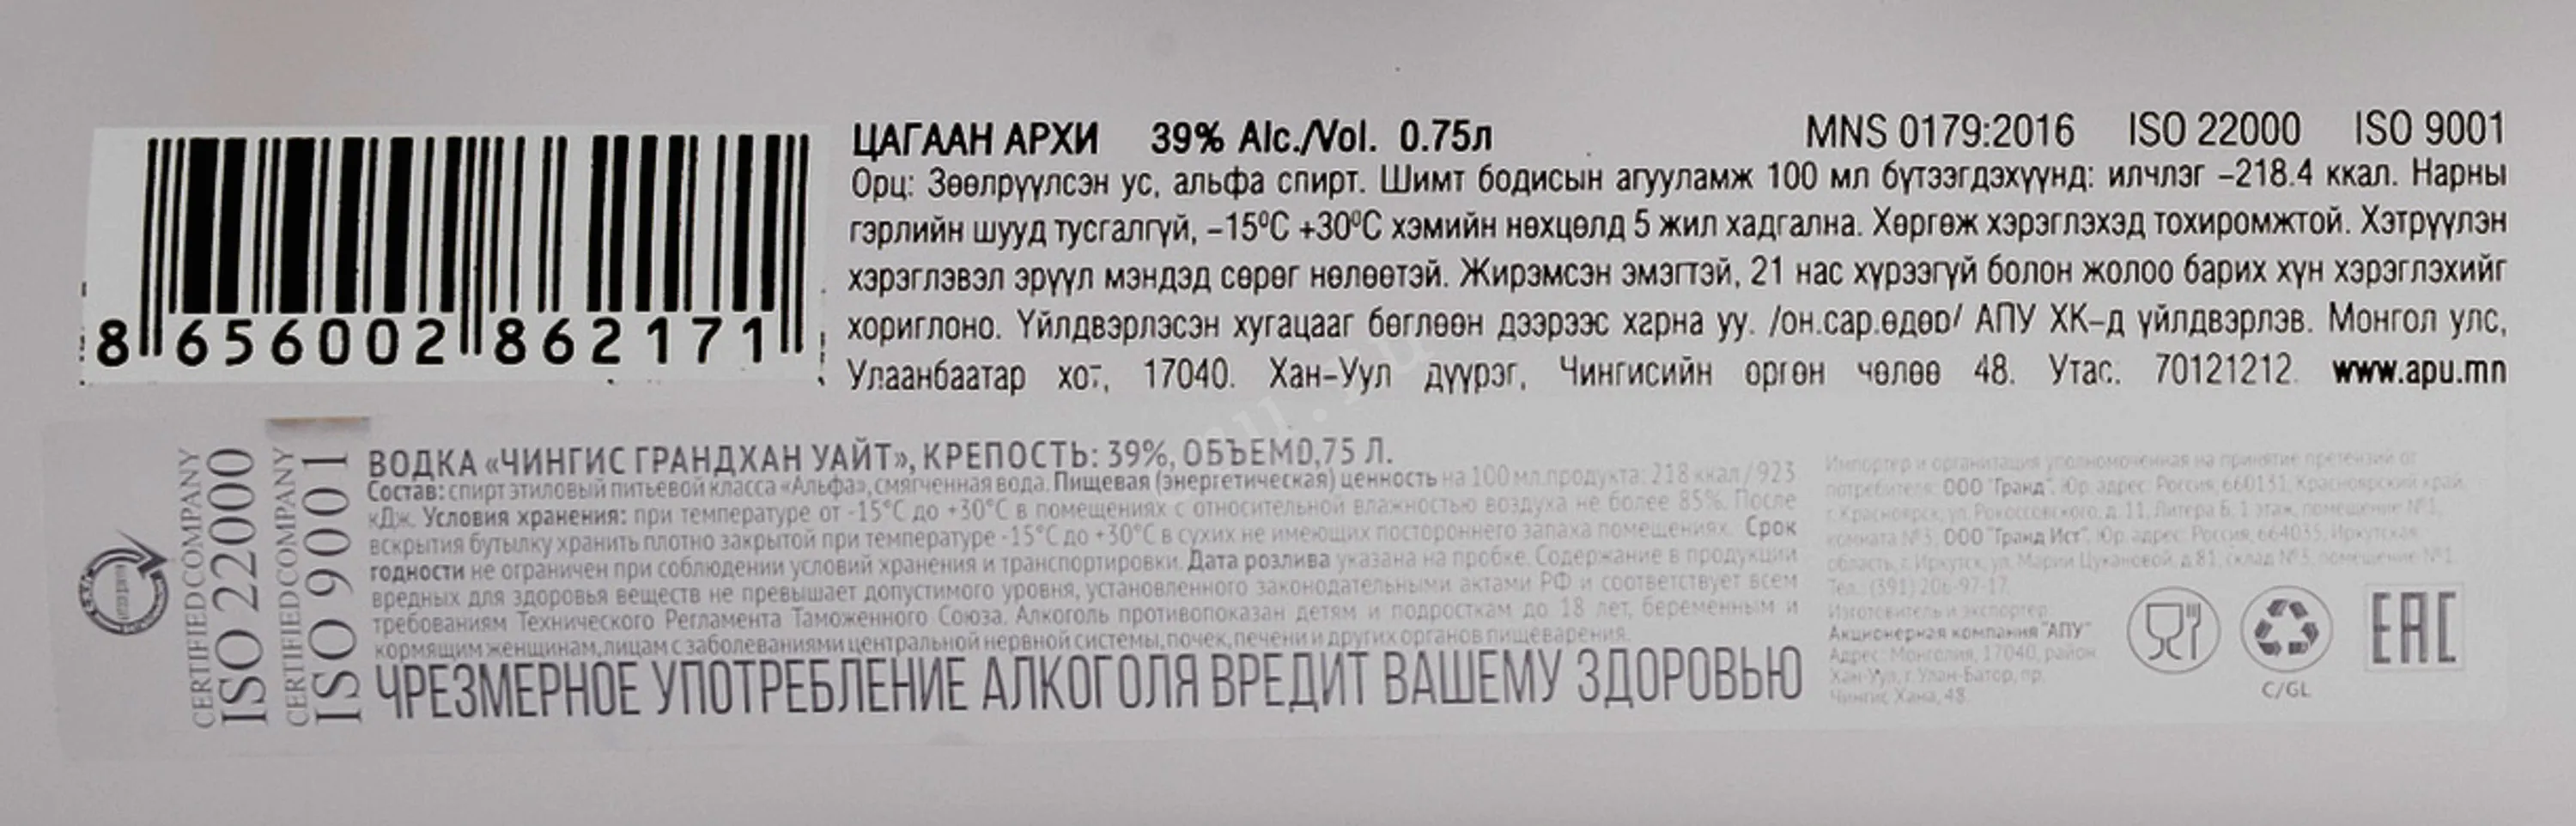 ЦАГААН АРХИ 39% Alc./Vol. 0.75л MNS 0179:2016 ISO 22000 ISO 9001
Орц: Зөөлрүүлсэн ус, альфа спирт. Шимт бодисын агууламж 100 мл бүтээгдэхүүнд: илчлэг –218.4 ккал. Нарны
гэрлийн шууд тусгалгүй, –15⁰C +30⁰C хэмийн нөхцөлд 5 жил хадгална. Хөргөж хэрэглэхэд тохиромжтой. Хэтрүүлэн
хэрэглэвэл эрүүл мэндэд сөрөг нөлөөтэй. Жирэмсэн эмэгтэй, 21 нас хүрээгүй болон жолоо барих хүн хэрэглэхийг
хориглоно. Үйлдвэрлэсэн хугацааг бөглөөн дээрээс харна уу. /он.сар.өдөр/ АПУ ХК–д үйлдвэрлэв. Монгол улс,
Улаанбаатар хот, 17040. Хан–Уул дүүрэг, Чингисийн өргөн чөлөө 48. Утас: 70121212. www.apu.mn
8 656002 862171
CERTIFIED COMPANY
ISO 22000
CERTIFIED COMPANY
ISO 9001
ВОДКА «ЧИНГИС ГРАНДХАН УАЙТ», КРЕПОСТЬ: 39%, ОБЪЕМ 0,75 Л.
Состав: спирт этиловый питьевой класса «Альфа», смягченная вода. Пищевая (энергетическая) ценность на 100 мл продукта: 218 ккал / 923
кДж. Условия хранения: при температуре от -15°С до +30°С в помещениях с относительной влажностью воздуха не более 85%. После
вскрытия бутылку хранить плотно закрытой при температуре -15°С до +30°С в сухих не имеющих постороннего запаха помещениях. Срок
годности не ограничен при соблюдении условий хранения и транспортировки. Дата розлива указана на пробке. Содержание в продукции
вредных для здоровья веществ не превышает допустимого уровня, установленного законодательными актами РФ и соответствует всем
требованиям Технического Регламента Таможенного Союза. Алкоголь противопоказан детям и подросткам до 18 лет, беременным и
кормящим женщинам, лицам с заболеваниями центральной нервной системы, почек, печени и других органов пищеварения.
ЧРЕЗМЕРНОЕ УПОТРЕБЛЕНИЕ АЛКОГОЛЯ ВРЕДИТ ВАШЕМУ ЗДОРОВЬЮ
Импортер и организация уполномоченная на принятие претензий от
потребителя: ООО "Гранд". Юр. адрес: Россия, 660131, Красноярский край,
г. Красноярск, ул. Рокоссовского, д. 11, Литера Б, 1 этаж, помещение №1,
комната №3, ООО "Гранд Ист". Юр. адрес: Россия, 664035, Иркутская
область, г. Иркутск, ул. Марии Цукановой, д.81, склад №3, помещение №1
Тел.: (391) 206-97-17.
Изготовитель и экспортер:
Акционерная компания "АПУ"
Адрес: Монголия, 17040, район
Хан-Уул, г. Улан-Батор, пр.
Чингис Хана, 48
C/GL
EAC